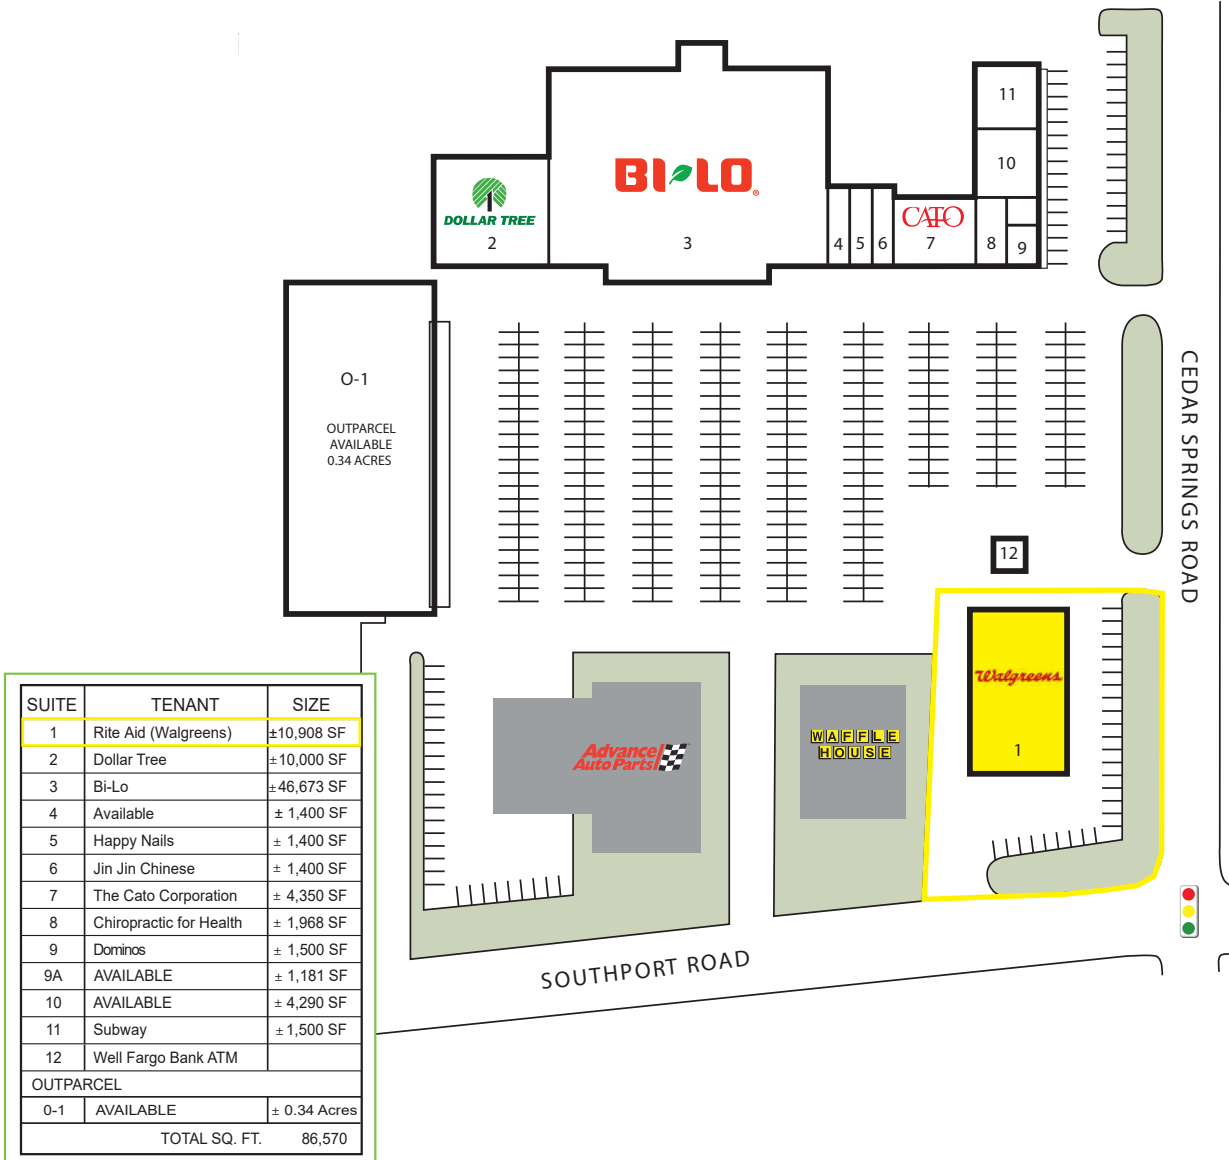 11
10
BI-LO®
DOLLAR TREE
2
3
4
5
6
CATO
7
8
9
O-1
OUTPARCEL
AVAILABLE
0.34 ACRES
CEDAR SPRINGS ROAD
12
Walgreens
1
Advance
Auto Parts
WAFFLE
HOUSE
SOUTHPORT ROAD
SUITE TENANT SIZE
1 Rite Aid (Walgreens) ±10,908 SF
2 Dollar Tree ±10,000 SF
3 Bi-Lo ±46,673 SF
4 Available ± 1,400 SF
5 Happy Nails ± 1,400 SF
6 Jin Jin Chinese ± 1,400 SF
7 The Cato Corporation ± 4,350 SF
8 Chiropractic for Health ± 1,968 SF
9 Dominos ± 1,500 SF
9A AVAILABLE ± 1,181 SF
10 AVAILABLE ± 4,290 SF
11 Subway ±1,500 SF
12 Well Fargo Bank ATM
OUTPARCEL
0-1 AVAILABLE ± 0.34 Acres
TOTAL SQ. FT. 86,570